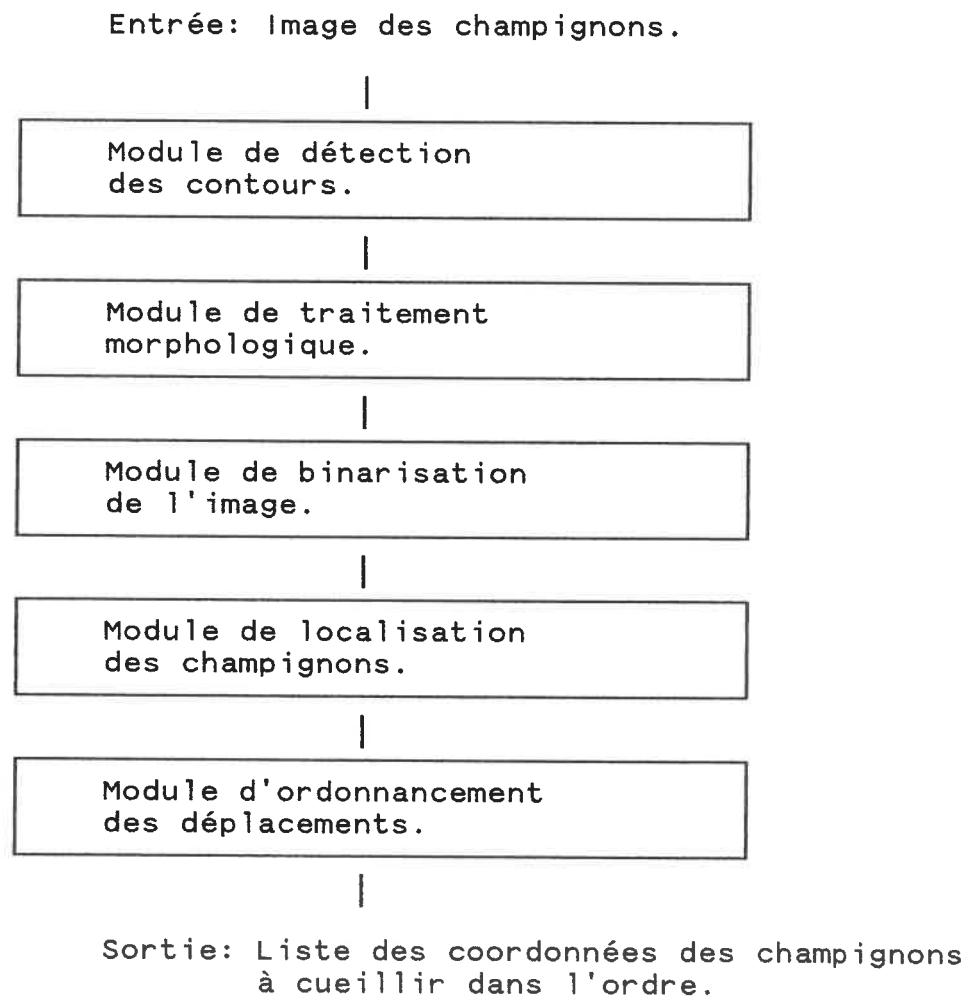 Entrée: Image des champignons.
Module de détection
des contours.
Module de traitement
morphologique.
Module de binarisation
de l'image.
Module de localisation
des champignons.
Module d'ordonnancement
des déplacements.
Sortie: Liste des coordonnées des champignons
à cueillir dans l'ordre.